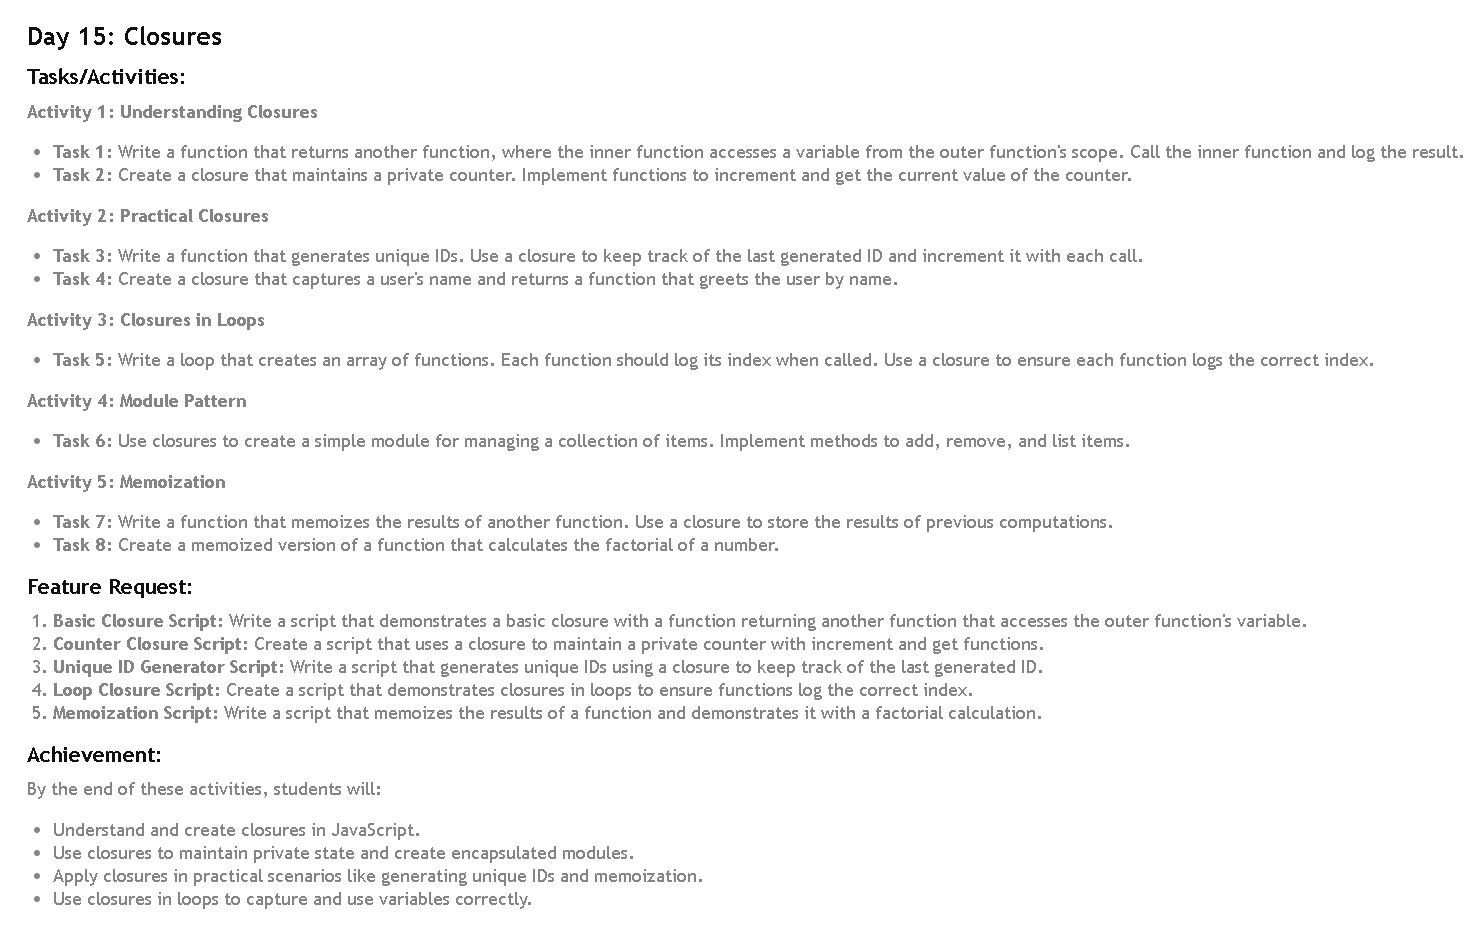 Day 15: Closures
Tasks/Activities:
Activity 1: Understanding Closures
• Task 1: Write a function that returns another function, where the inner function accesses a variable from the outer function's scope. Call the inner function and log the result.
• Task 2: Create a closure that maintains a private counter. Implement functions to increment and get the current value of the counter.
Activity 2: Practical Closures
• Task 3: Write a function that generates unique IDs. Use a closure to keep track of the last generated ID and increment it with each call.
• Task 4: Create a closure that captures a user's name and returns a function that greets the user by name.
Activity 3: Closures in Loops
• Task 5: Write a loop that creates an array of functions. Each function should log its index when called. Use a closure to ensure each function logs the correct index.
Activity 4: Module Pattern
• Task 6: Use closures to create a simple module for managing a collection of items. Implement methods to add, remove, and list items.
Activity 5: Memoization
• Task 7: Write a function that memoizes the results of another function. Use a closure to store the results of previous computations.
• Task 8: Create a memoized version of a function that calculates the factorial of a number.
Feature Request:
1. Basic Closure Script: Write a script that demonstrates a basic closure with a function returning another function that accesses the outer function's variable.
2. Counter Closure Script: Create a script that uses a closure to maintain a private counter with increment and get functions.
3. Unique ID Generator Script: Write a script that generates unique IDs using a closure to keep track of the last generated ID.
4. Loop Closure Script: Create a script that demonstrates closures in loops to ensure functions log the correct index.
5. Memoization Script: Write a script that memoizes the results of a function and demonstrates it with a factorial calculation.
Achievement:
By the end of these activities, students will:
• Understand and create closures in JavaScript.
• Use closures to maintain private state and create encapsulated modules.
• Apply closures in practical scenarios like generating unique IDs and memoization.
• Use closures in loops to capture and use variables correctly.